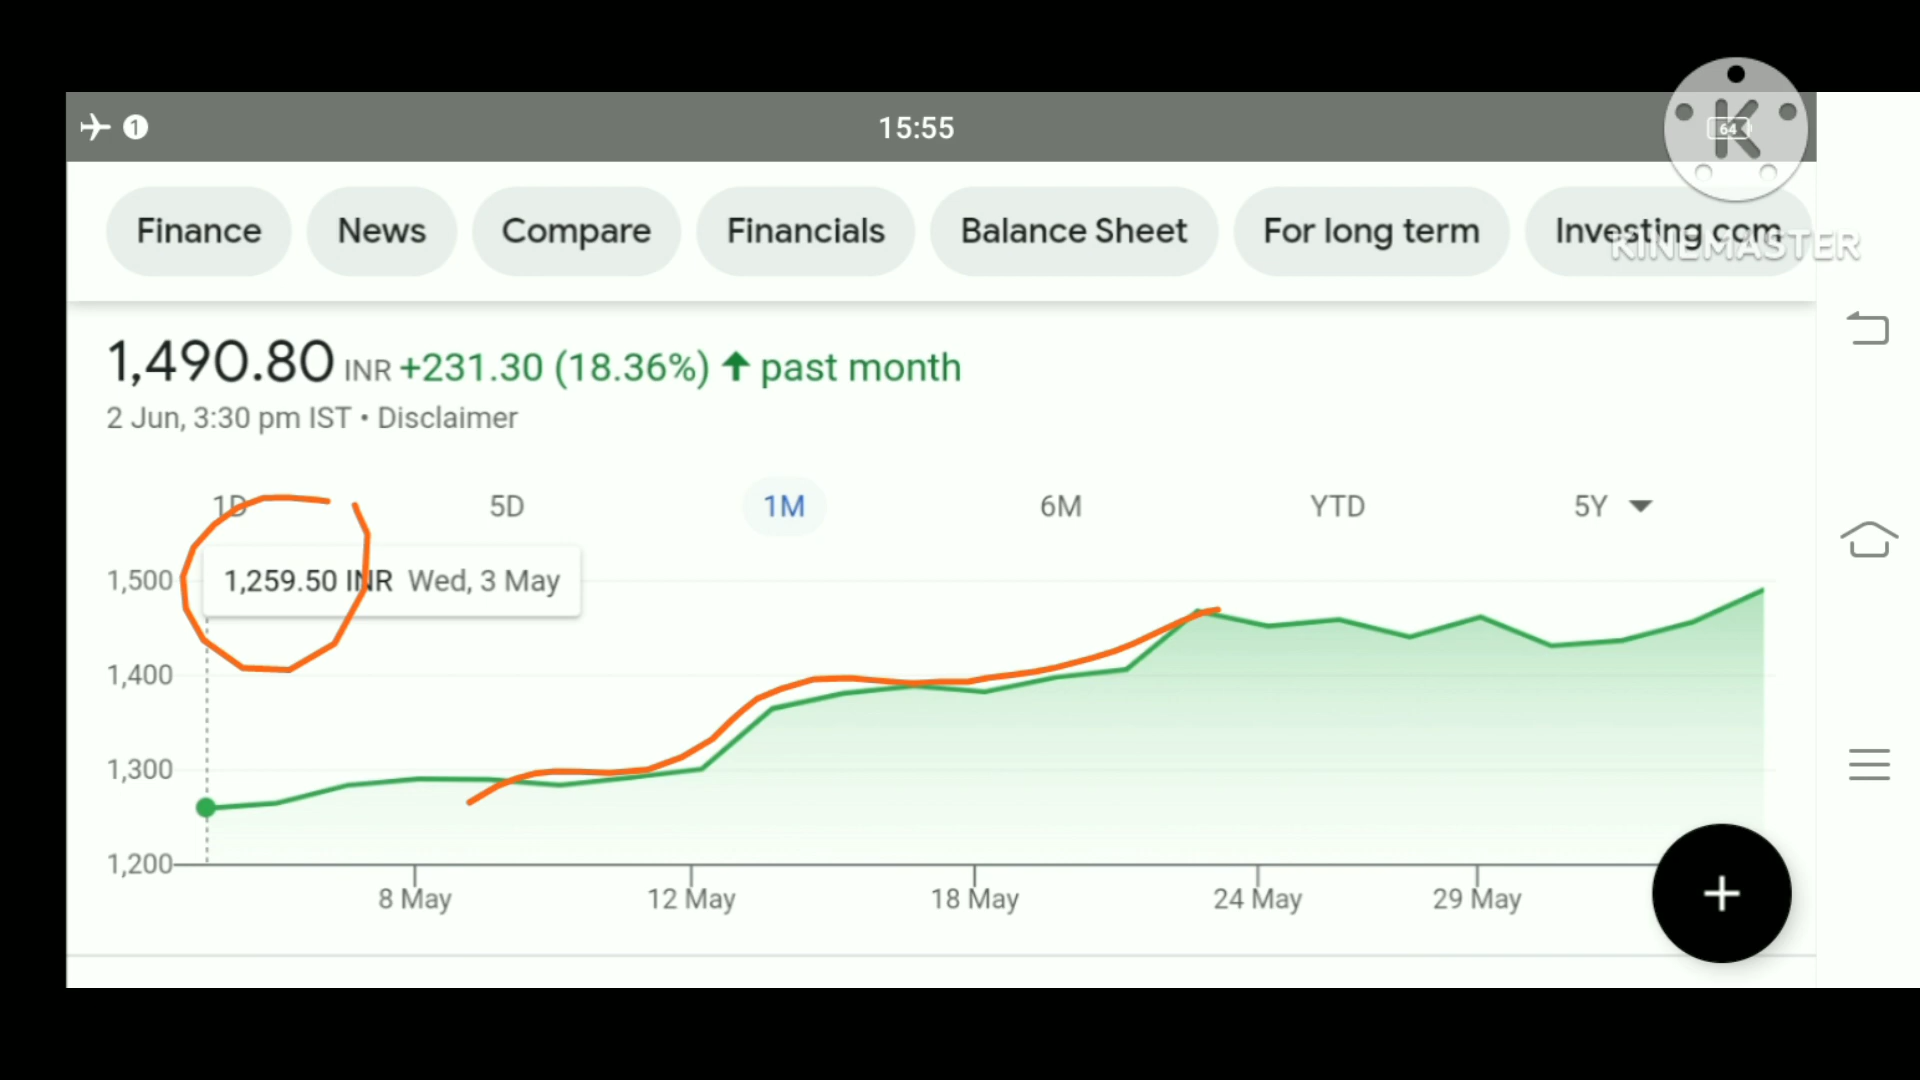 1 15:55 64
Finance News Compare Financials Balance Sheet For long term Investing com
KINEMASTER
1,490.80 INR +231.30 (18.36%) ↑ past month
2 Jun, 3:30 pm IST • Disclaimer
1D 5D 1M 6M YTD 5Y
1,259.50 INR Wed, 3 May
1,500
1,400
1,300
1,200
8 May 12 May 18 May 24 May 29 May